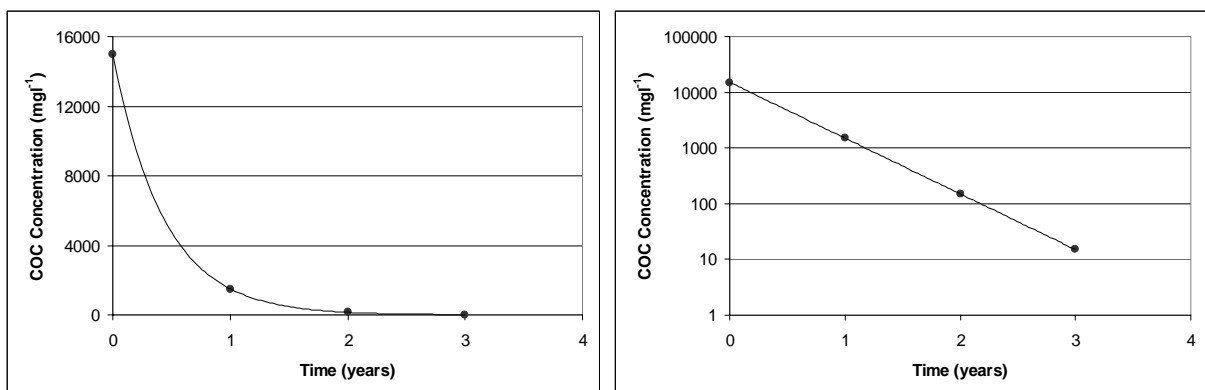 COC Concentration (mgl⁻¹)
16000
12000
8000
4000
0
0 1 2 3 4
Time (years)
COC Concentration (mgl⁻¹)
100000
10000
1000
100
10
1
0 1 2 3 4
Time (years)